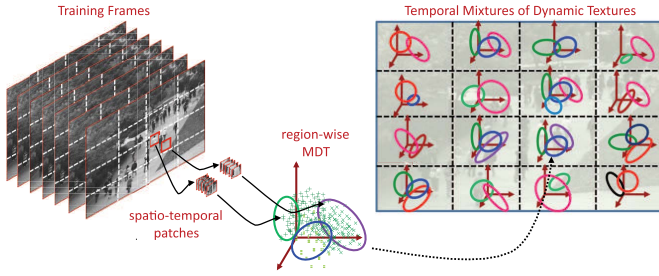 Training Frames
Temporal Mixtures of Dynamic Textures
region-wise
MDT
spatio-temporal
patches